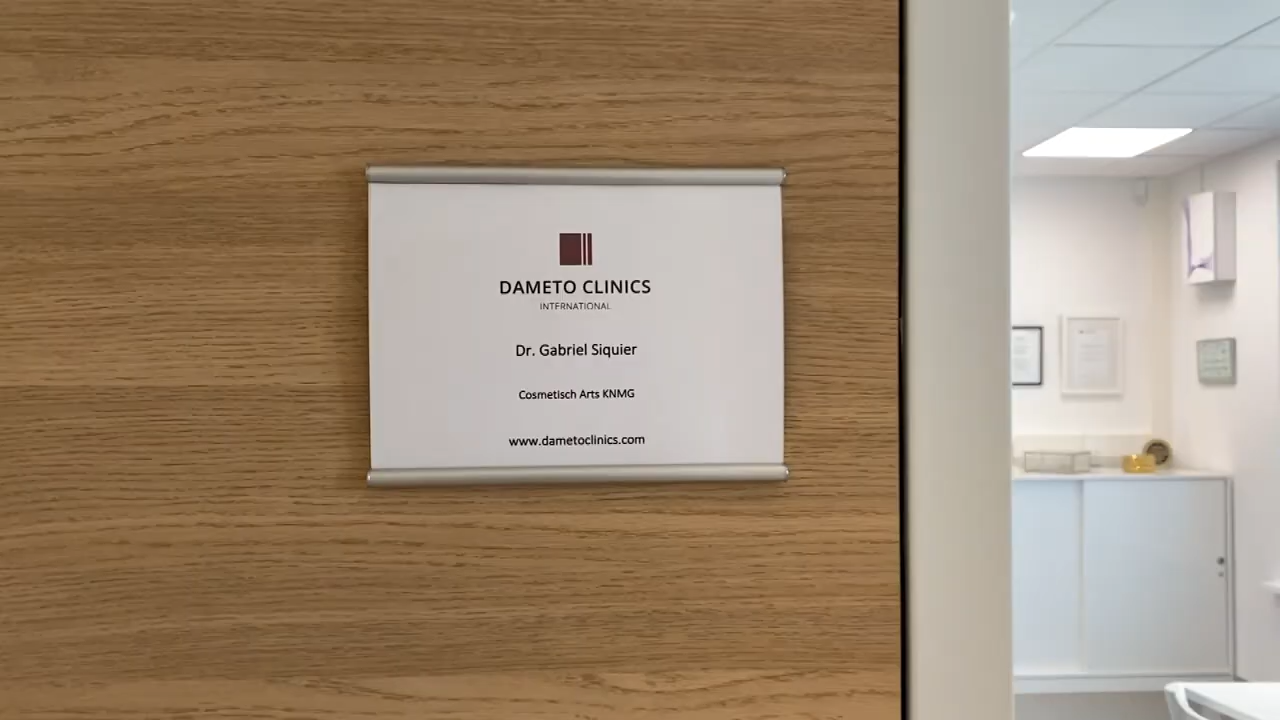 DAMETO CLINICS
INTERNATIONAL
Dr. Gabriel Siquier
Cosmetisch Arts KNMG
www.dametoclinics.com